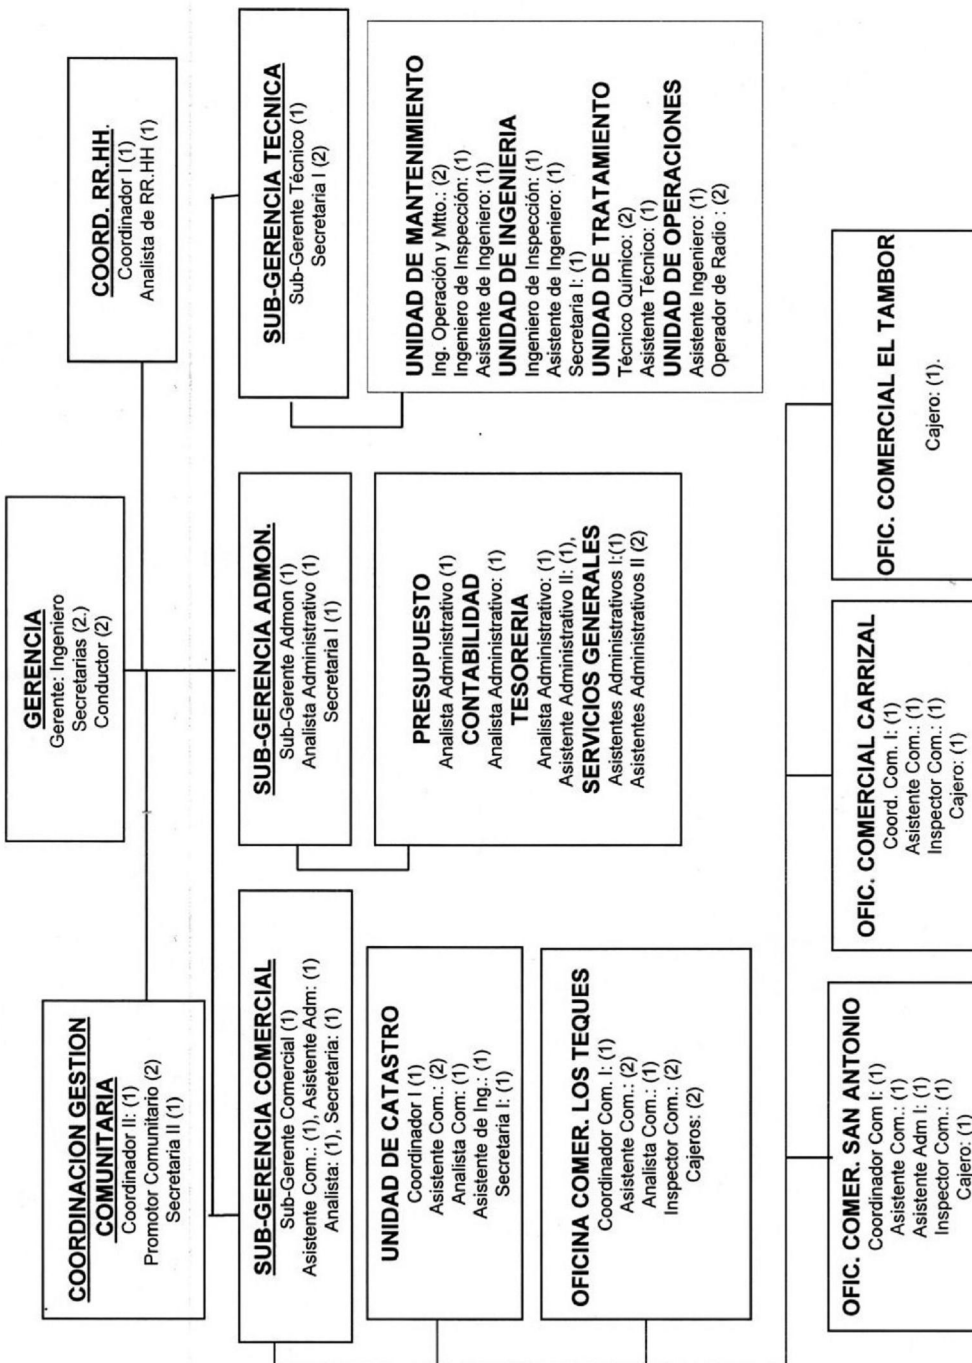 GERENCIA
Gerente: Ingeniero
Secretarias (2.)
Conductor (2)
COORDINACION GESTION
COMUNITARIA
Coordinador II: (1)
Promotor Comunitario (2)
Secretaria II (1)
COORD. RR.HH.
Coordinador I (1)
Analista de RR.HH (1)
SUB-GERENCIA COMERCIAL
Sub-Gerente Comercial (1)
Asistente Com.: (1), Asistente Adm: (1)
Analista: (1), Secretaria: (1)
SUB-GERENCIA ADMON.
Sub-Gerente Admon (1)
Analista Administrativo (1)
Secretaria I (1)
SUB-GERENCIA TECNICA
Sub-Gerente Técnico (1)
Secretaria I (2)
UNIDAD DE CATASTRO
Coordinador I (1)
Asistente Com.: (2)
Analista Com: (1)
Asistente de Ing.: (1)
Secretaria I: (1)
PRESUPUESTO
Analista Administrativo (1)
CONTABILIDAD
Analista Administrativo: (1)
TESORERIA
Analista Administrativo: (1)
Asistente Administrativo II: (1),
SERVICIOS GENERALES
Asistentes Administrativos I:(1)
Asistentes Administrativos II (2)
UNIDAD DE MANTENIMIENTO
Ing. Operación y Mtto.: (2)
Ingeniero de Inspección: (1)
Asistente de Ingeniero: (1)
UNIDAD DE INGENIERIA
Ingeniero de Inspección: (1)
Asistente de Ingeniero: (1)
Secretaria I: (1)
UNIDAD DE TRATAMIENTO
Técnico Químico: (2)
Asistente Técnico: (1)
UNIDAD DE OPERACIONES
Asistente Ingeniero: (1)
Operador de Radio : (2)
OFICINA COMER. LOS TEQUES
Coordinador Com. I: (1)
Asistente Com.: (2)
Analista Com.: (1)
Inspector Com.: (2)
Cajeros: (2)
OFIC. COMER. SAN ANTONIO
Coordinador Com I: (1)
Asistente Com.: (1)
Asistente Adm I: (1)
Inspector Com.: (1)
Cajero: (1)
OFIC. COMERCIAL CARRIZAL
Coord. Com. I: (1)
Asistente Com.: (1)
Inspector Com.: (1)
Cajero: (1)
OFIC. COMERCIAL EL TAMBOR
Cajero: (1).